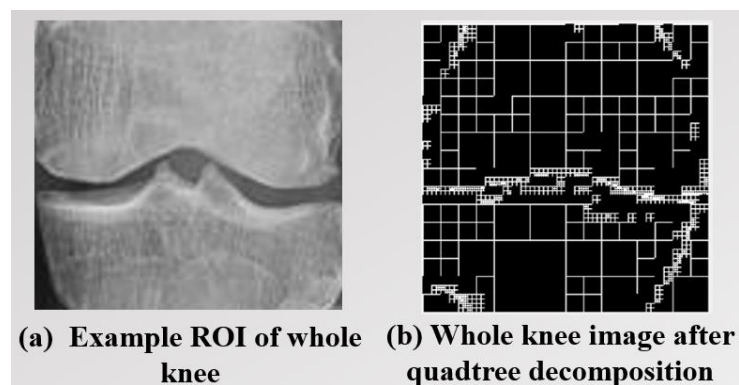 (a) Example ROI of whole
knee
(b) Whole knee image after
quadtree decomposition